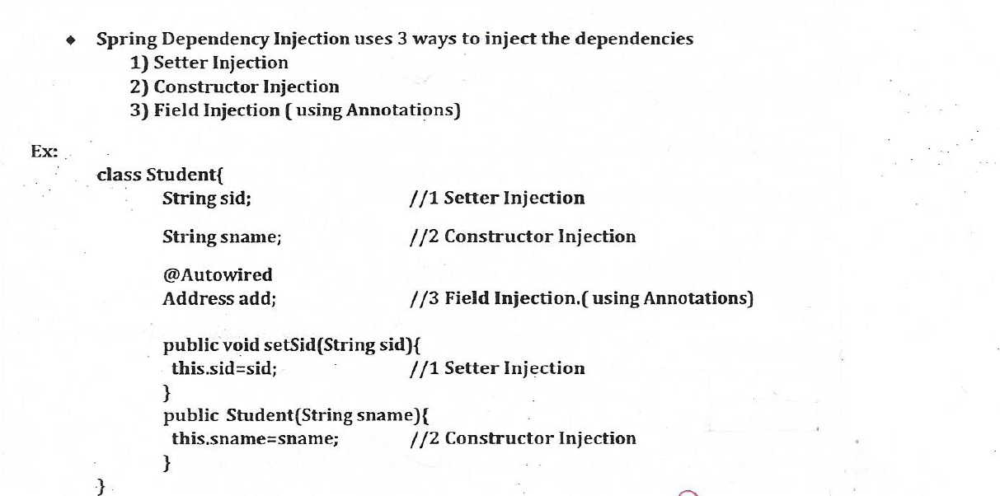 ◆ Spring Dependency Injection uses 3 ways to inject the dependencies
1) Setter Injection
2) Constructor Injection
3) Field Injection ( using Annotations)
Ex:
class Student{
String sid; //1 Setter Injection
String sname; //2 Constructor Injection
@Autowired
Address add; //3 Field Injection.( using Annotations)
public void setSid(String sid){
this.sid=sid; //1 Setter Injection
}
public Student(String sname){
this.sname=sname; //2 Constructor Injection
}
}